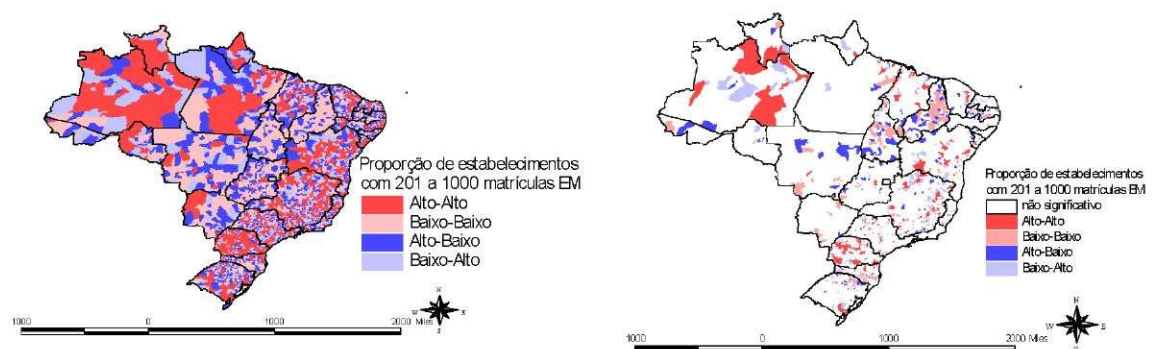 Proporção de estabelecimentos
com 201 a 1000 matrículas EM
Alto-Alto
Baixo-Baixo
Alto-Baixo
Baixo-Alto
N
W E
S
1000 0 1000 2000 Miles
Proporção de estabelecimentos
com 201 a 1000 matrículas EM
não significativo
Alto-Alto
Baixo-Baixo
Alto-Baixo
Baixo-Alto
N
W E
S
1000 0 1000 2000 Miles